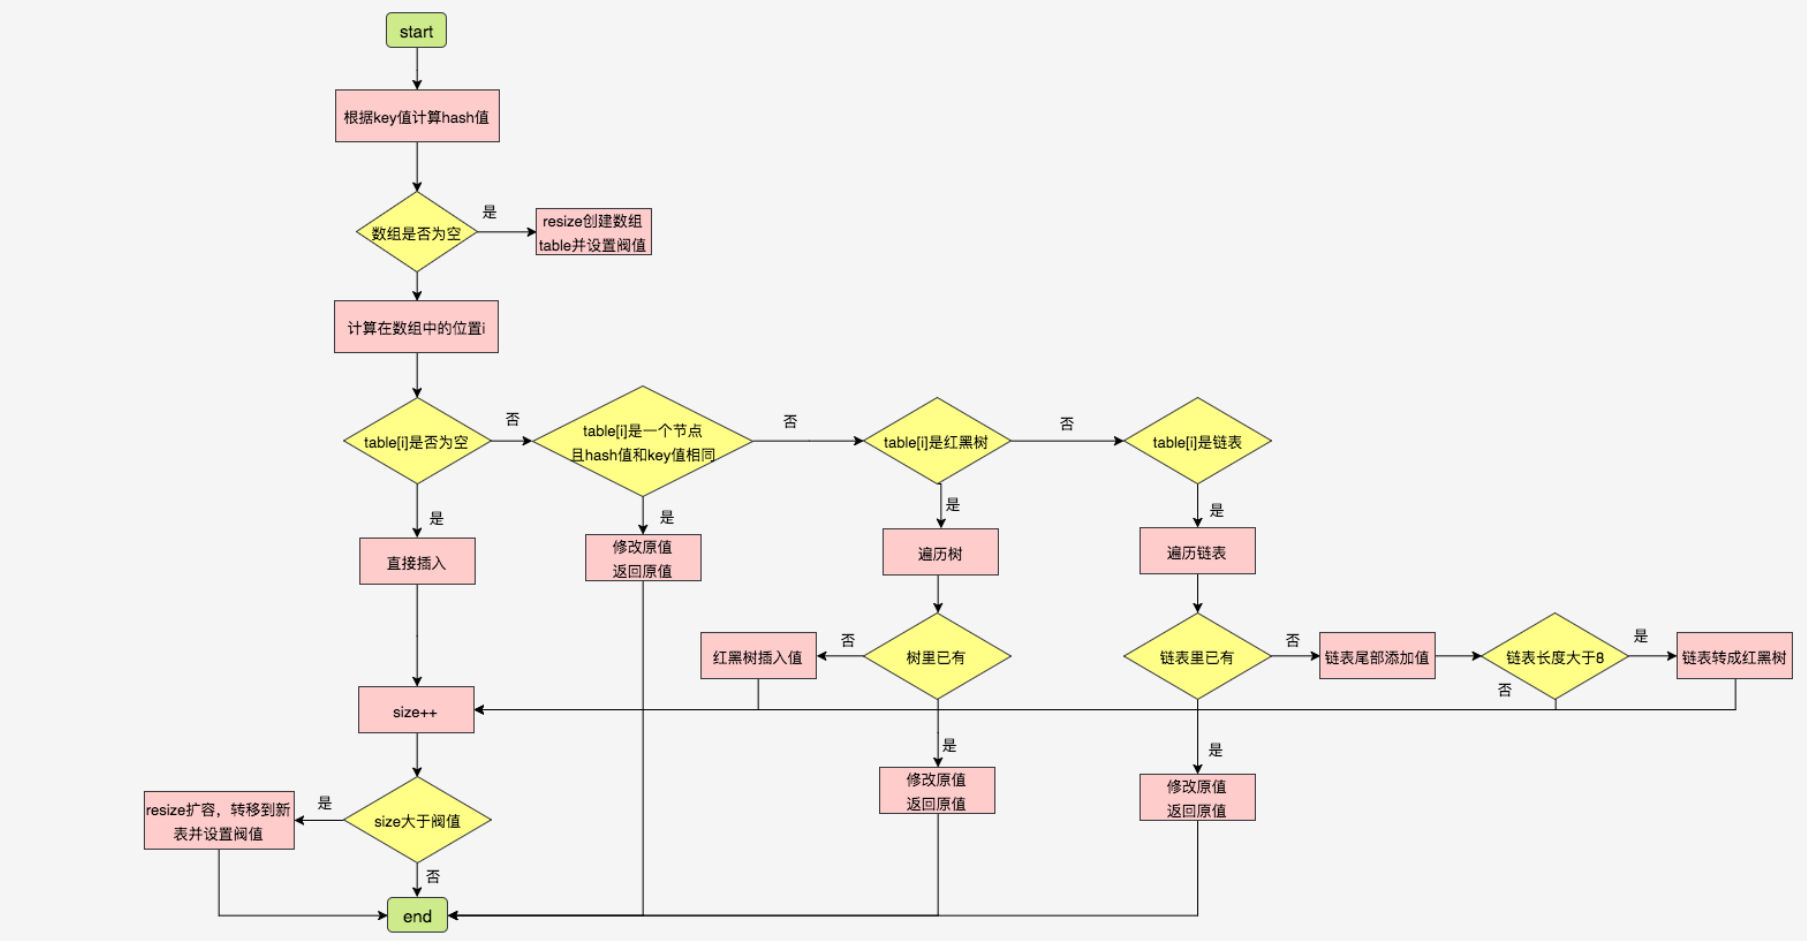 start
根据key值计算hash值
数组是否为空
是
resize创建数组
table并设置阀值
计算在数组中的位置i
table[i]是否为空
否
table[i]是一个节点
且hash值和key值相同
否
table[i]是红黑树
否
table[i]是链表
是
直接插入
是
修改原值
返回原值
是
遍历树
是
遍历链表
红黑树插入值
否
树里已有
链表里已有
否
链表尾部添加值
链表长度大于8
是
链表转成红黑树
否
size++
是
修改原值
返回原值
是
修改原值
返回原值
resize扩容，转移到新
表并设置阀值
是
size大于阀值
否
end